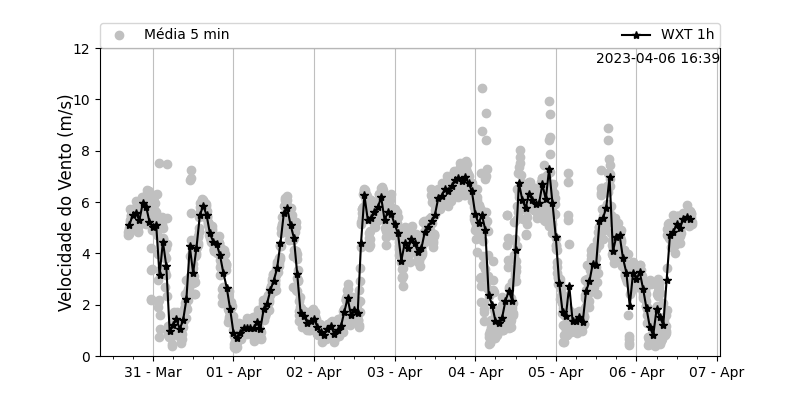 Média 5 min
WXT 1h
2023-04-06 16:39
Velocidade do Vento (m/s)
12
10
8
6
4
2
0
31 - Mar 01 - Apr 02 - Apr 03 - Apr 04 - Apr 05 - Apr 06 - Apr 07 - Apr